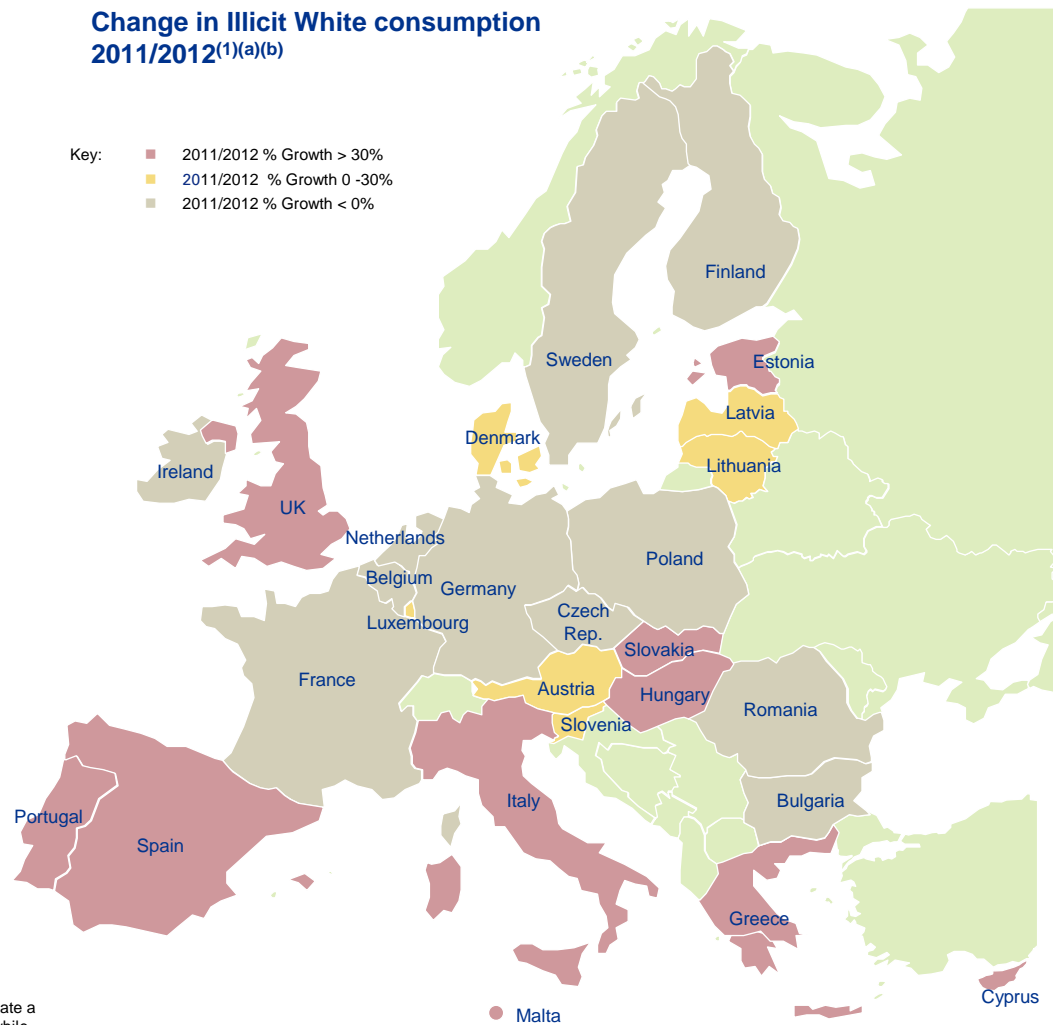 Change in Illicit White consumption
2011/2012(1)(a)(b)
Key:
2011/2012 % Growth > 30%
2011/2012 % Growth 0 -30%
2011/2012 % Growth < 0%
Finland
Sweden
Estonia
Latvia
Denmark
Lithuania
Ireland
UK
Netherlands
Poland
Belgium
Germany
Czech
Rep.
Luxembourg
Slovakia
France
Austria
Hungary
Romania
Slovenia
Italy
Bulgaria
Portugal
Spain
Greece
Cyprus
ate a
Malta